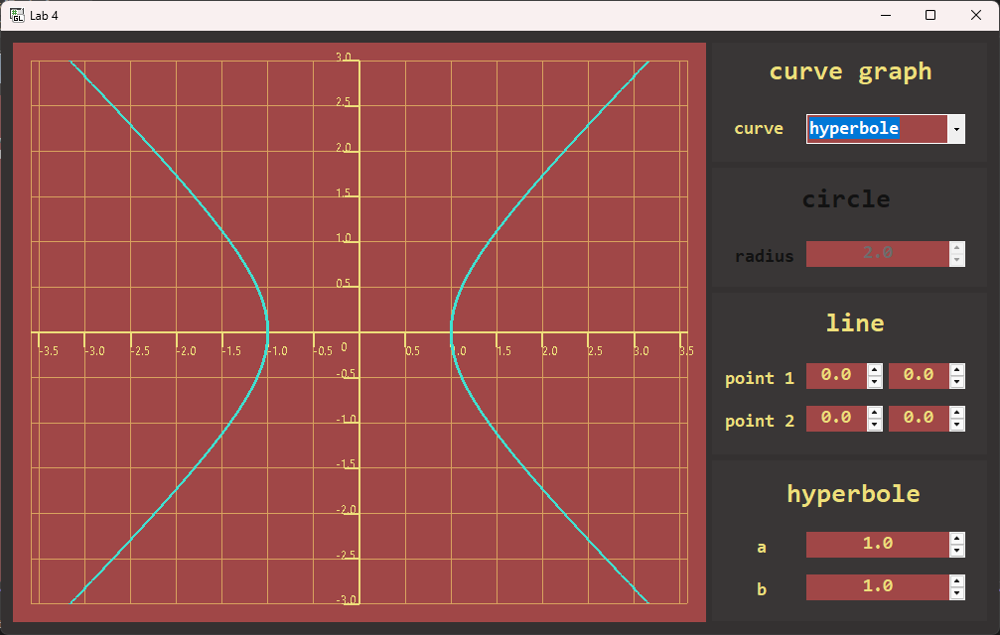 GL Lab 4
3.0
2.5
2.0
1.5
1.0
0.5
-3.5 -3.0 -2.5 -2.0 -1.5 -1.0 -0.5 0 0.5 1.0 1.5 2.0 2.5 3.0 3.5
-0.5
-1.0
-1.5
-2.0
-2.5
-3.0
curve graph
curve hyperbole
circle
radius 2.0
line
point 1 0.0 0.0
point 2 0.0 0.0
hyperbole
a 1.0
b 1.0